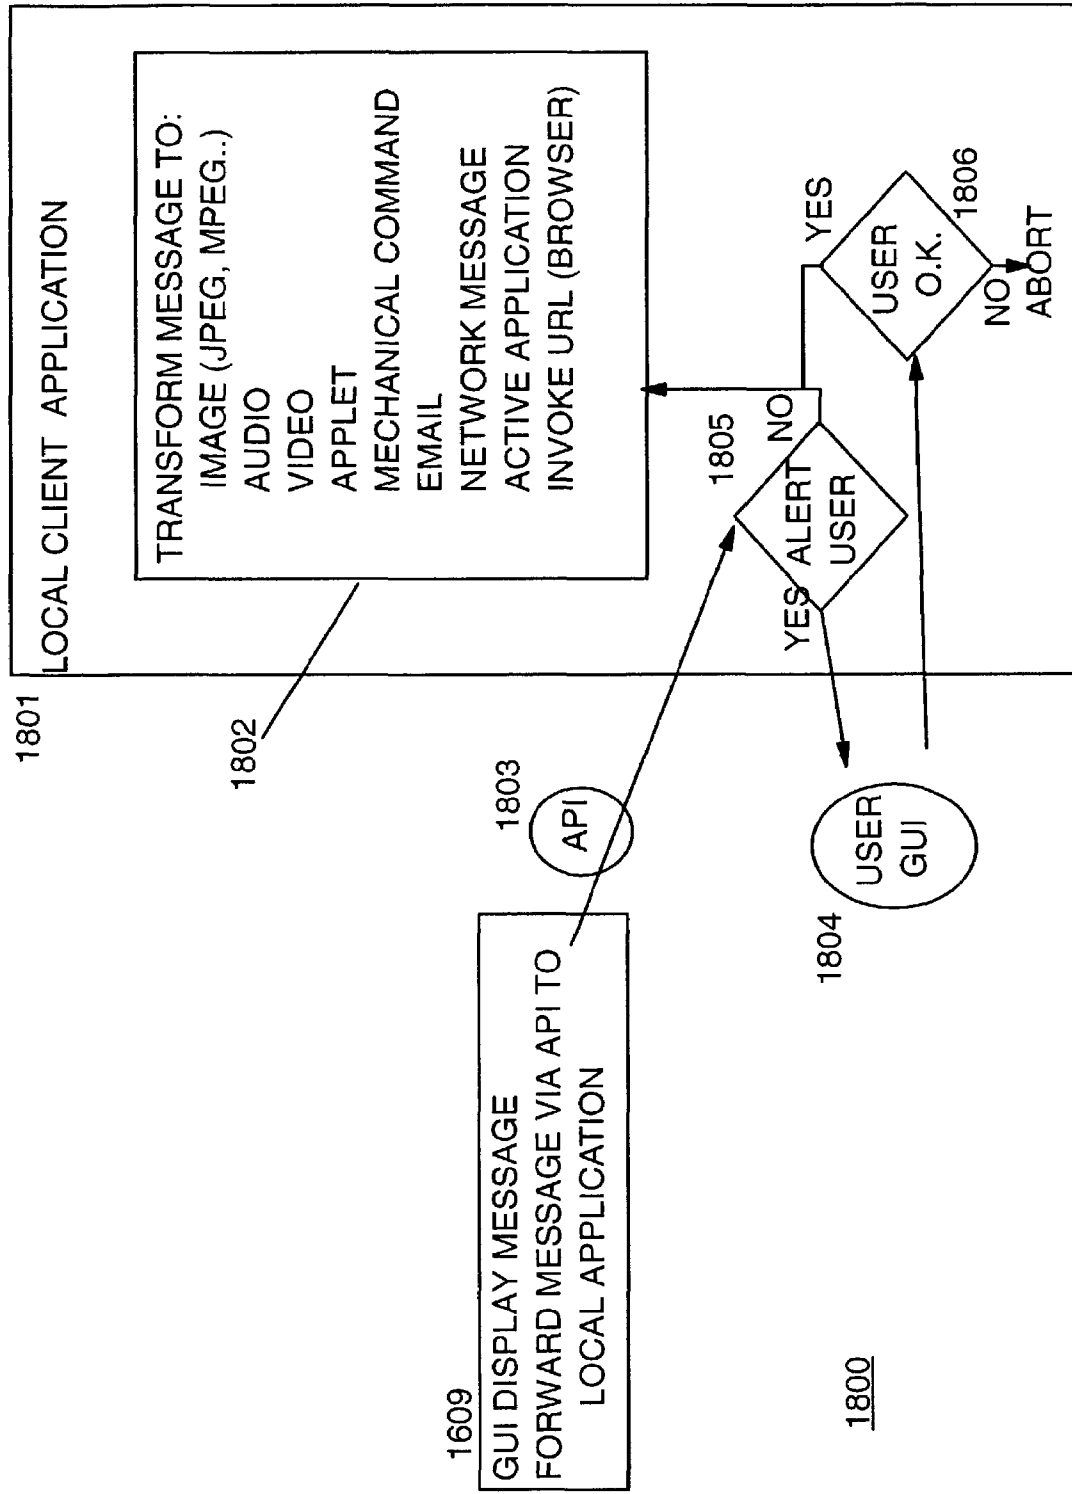 1801
LOCAL CLIENT APPLICATION
1802
TRANSFORM MESSAGE TO:
IMAGE (JPEG, MPEG..)
AUDIO
VIDEO
APPLET
MECHANICAL COMMAND
EMAIL
NETWORK MESSAGE
ACTIVE APPLICATION
INVOKE URL (BROWSER)
1609
GUI DISPLAY MESSAGE
FORWARD MESSAGE VIA API TO
LOCAL APPLICATION
1803
API
1805
YES
ALERT
USER
NO
1804
USER
GUI
YES
USER
O.K.
1806
NO
ABORT
1800